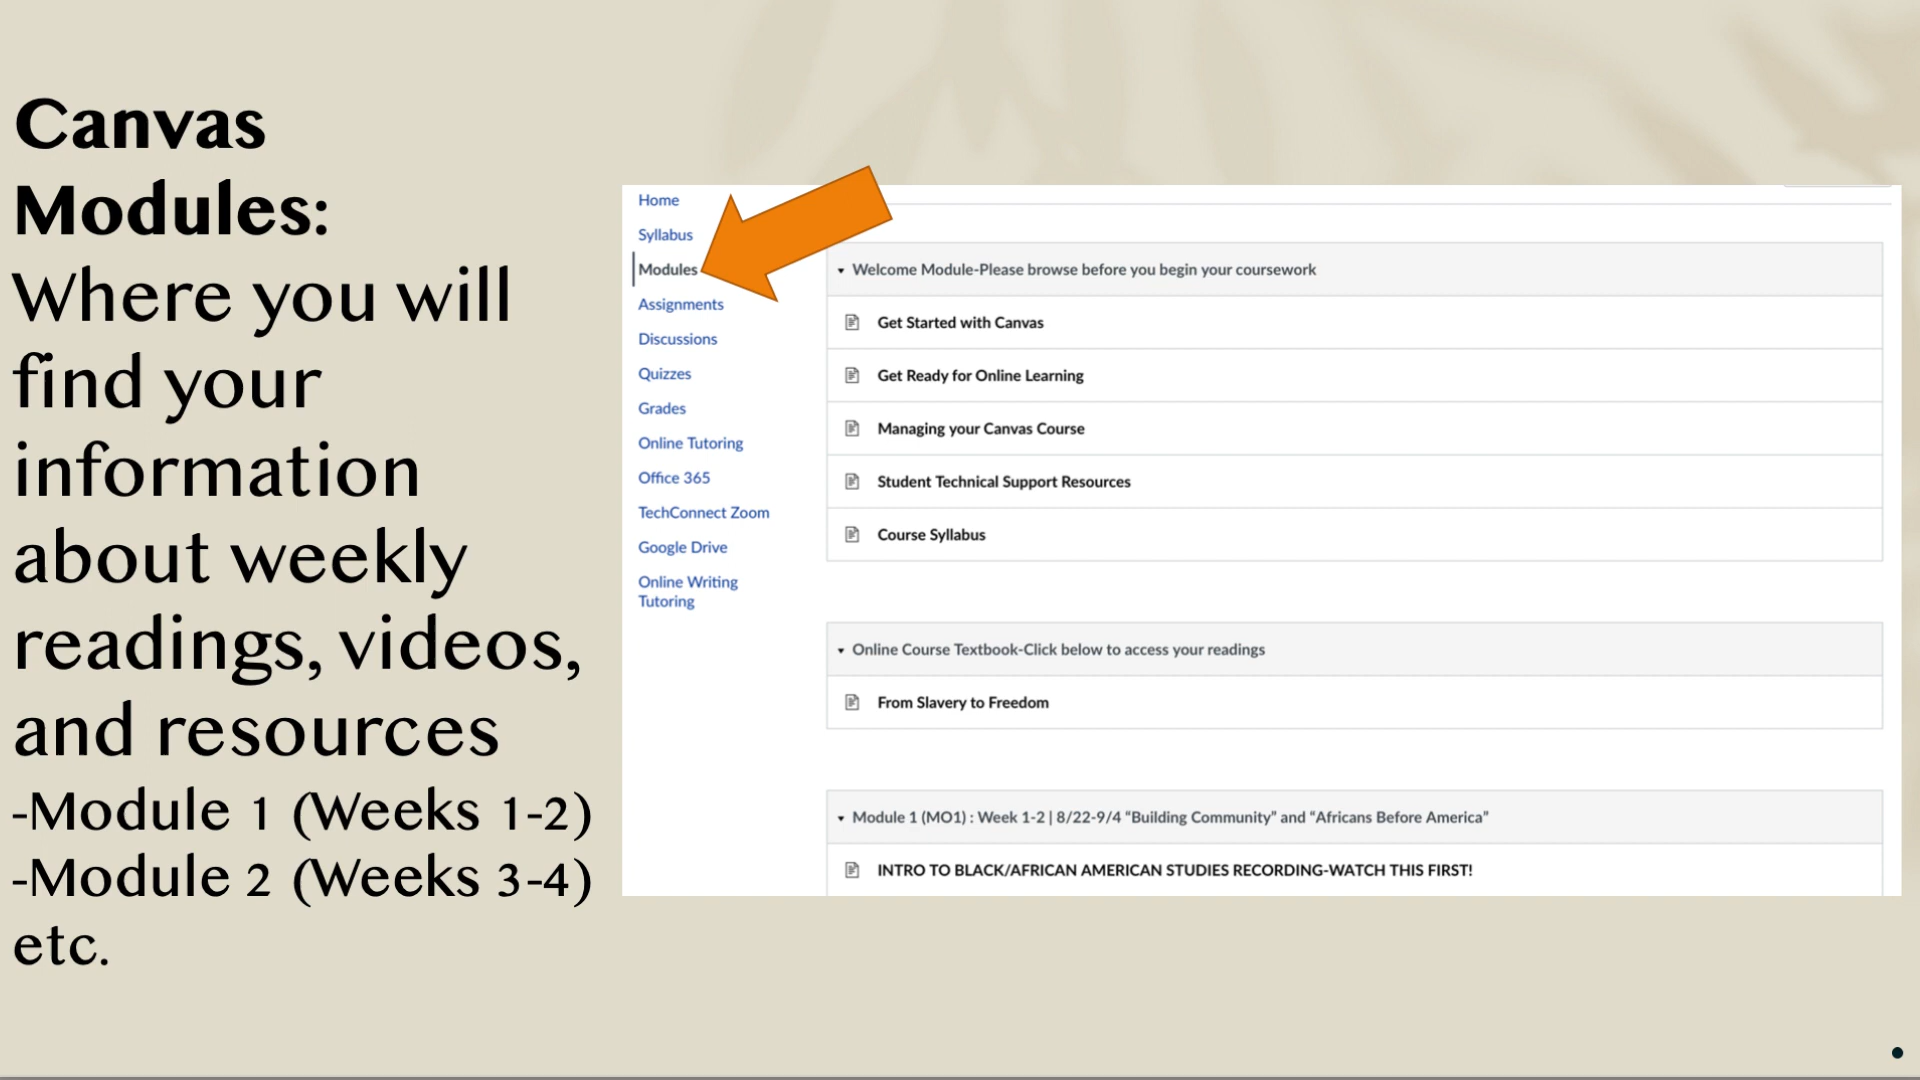 Canvas
Modules:
Where you will
find your
information
about weekly
readings, videos,
and resources
-Module 1 (Weeks 1-2)
-Module 2 (Weeks 3-4)
etc.
Home
Syllabus
Modules
Assignments
Discussions
Quizzes
Grades
Online Tutoring
Office 365
TechConnect Zoom
Google Drive
Online Writing
Tutoring
Welcome Module-Please browse before you begin your coursework
Get Started with Canvas
Get Ready for Online Learning
Managing your Canvas Course
Student Technical Support Resources
Course Syllabus
Online Course Textbook-Click below to access your readings
From Slavery to Freedom
Module 1 (MO1) : Week 1-2 | 8/22-9/4 “Building Community” and “Africans Before America”
INTRO TO BLACK/AFRICAN AMERICAN STUDIES RECORDING-WATCH THIS FIRST!